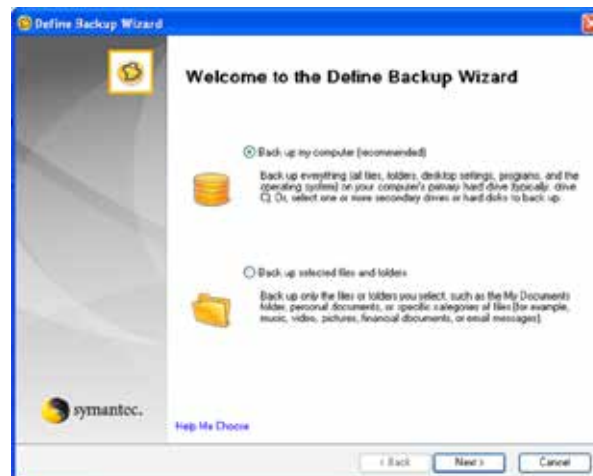 Define Backup Wizard
Welcome to the Define Backup Wizard
Back up my computer (recommended)
Back up everything (all files, folders, desktop settings, programs, and the
operating system) on your computer's primary hard drive (typically, drive
C). Or, select one or more secondary drives or hard disks to back up.
Back up selected files and folders
Back up only the files or folders you select, such as the My Documents
folder, personal documents, or specific categories of files (for example,
music, video, pictures, financial documents, or email messages).
symantec.
Help Me Choose
< Back
Next >
Cancel